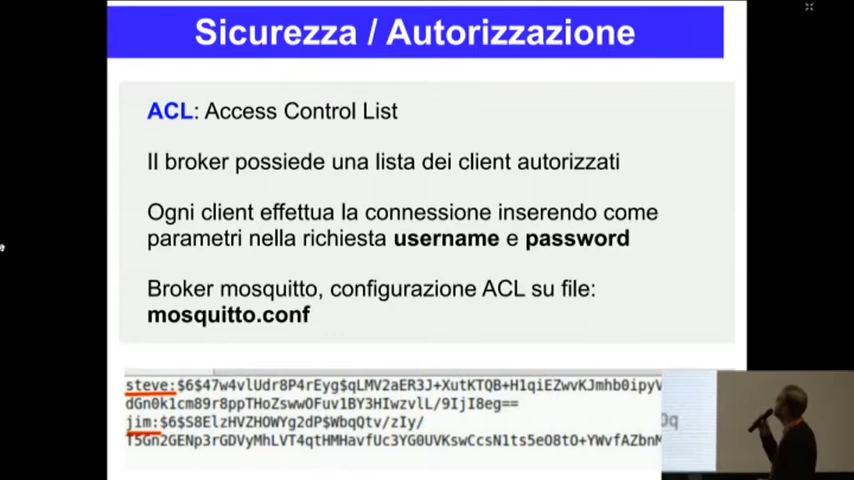 Sicurezza / Autorizzazione
ACL: Access Control List
Il broker possiede una lista dei client autorizzati
Ogni client effettua la connessione inserendo come
parametri nella richiesta username e password
Broker mosquitto, configurazione ACL su file:
mosquitto.conf
steve:$6$47w4vlUdr8P4rEyg$qLMV2aER3J+XutKTQB+H1qiEZwvKJmhb0ipyV
dGn0k1cm89r8ppTHoZswwOFuv1BY3HIwzvlL/9IjI8eg==
jim:$6$S8ElzHVZHOWYg2dP$WbqQtv/zIy/
T5Gn2GENp3rGDVyMhLVT4qtHMHavfUc3YG0UVKswCcsN1ts5eO8tO+YWvfAZbnM